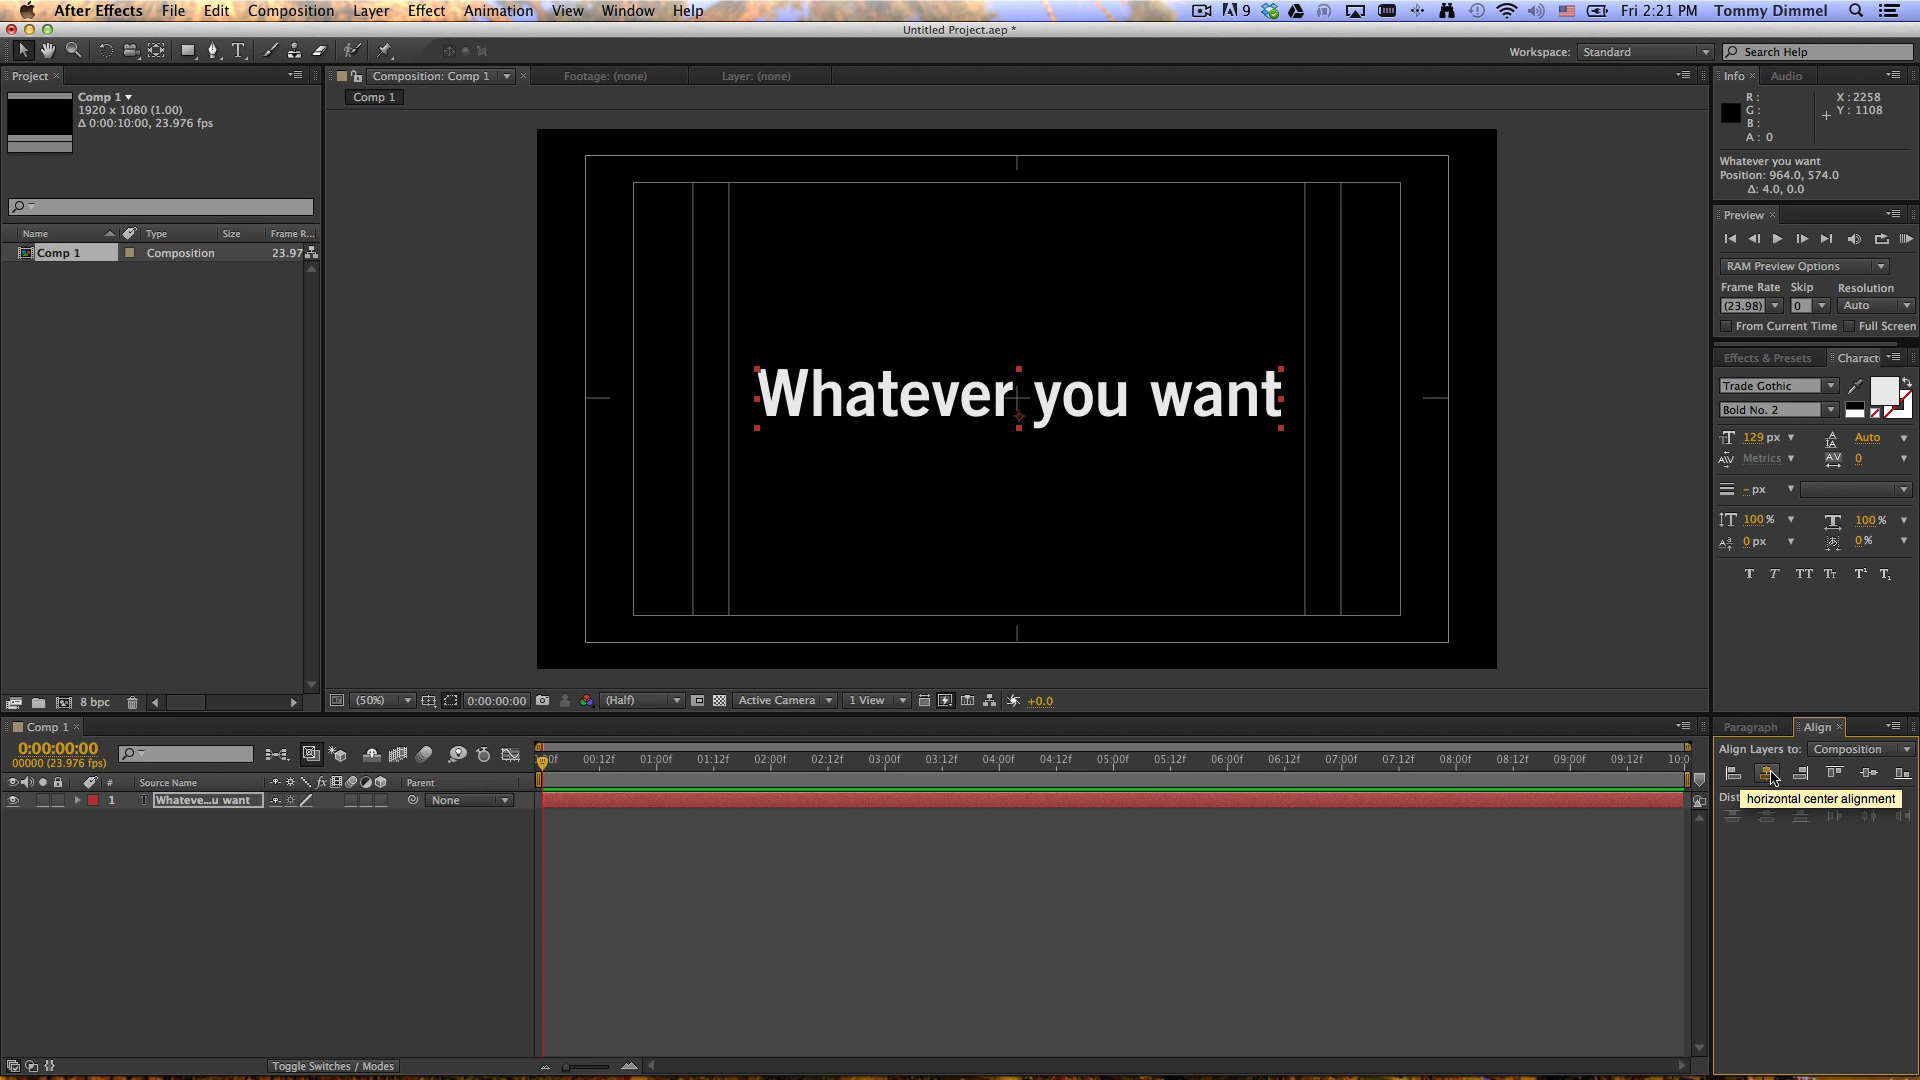 After Effects File Edit Composition Layer Effect Animation View Window Help 9 Fri 2:21 PM Tommy Dimmel
Untitled Project.aep *
Workspace: Standard Search Help
Project
Comp 1
1920 x 1080 (1.00)
Δ 0:00:10:00, 23.976 fps
Name Type Size Frame R...
Comp 1 Composition 23.97
8 bpc
Composition: Comp 1 Footage: (none) Layer: (none)
Comp 1
Whatever you want
(50%) 0:00:00:00 (Half) Active Camera 1 View +0.0
Info Audio
R : X : 2258
G : Y : 1108
B :
A : 0
Whatever you want
Position: 964.0, 574.0
Δ: 4.0, 0.0
Preview
RAM Preview Options
Frame Rate Skip Resolution
(23.98) 0 Auto
From Current Time Full Screen
Effects & Presets Charact
Trade Gothic
Bold No. 2
129 px Auto
Metrics 0
- px
100 % 100 %
0 px 0 %
T T TT Tt T¹ T₁
Comp 1
0:00:00:00
00000 (23.976 fps)
00f 00:12f 01:00f 01:12f 02:00f 02:12f 03:00f 03:12f 04:00f 04:12f 05:00f 05:12f 06:00f 06:12f 07:00f 07:12f 08:00f 08:12f 09:00f 09:12f 10:0
# Source Name fx Parent
1 T Whateve...u want None
Toggle Switches / Modes
Paragraph Align
Align Layers to: Composition
Dist
horizontal center alignment